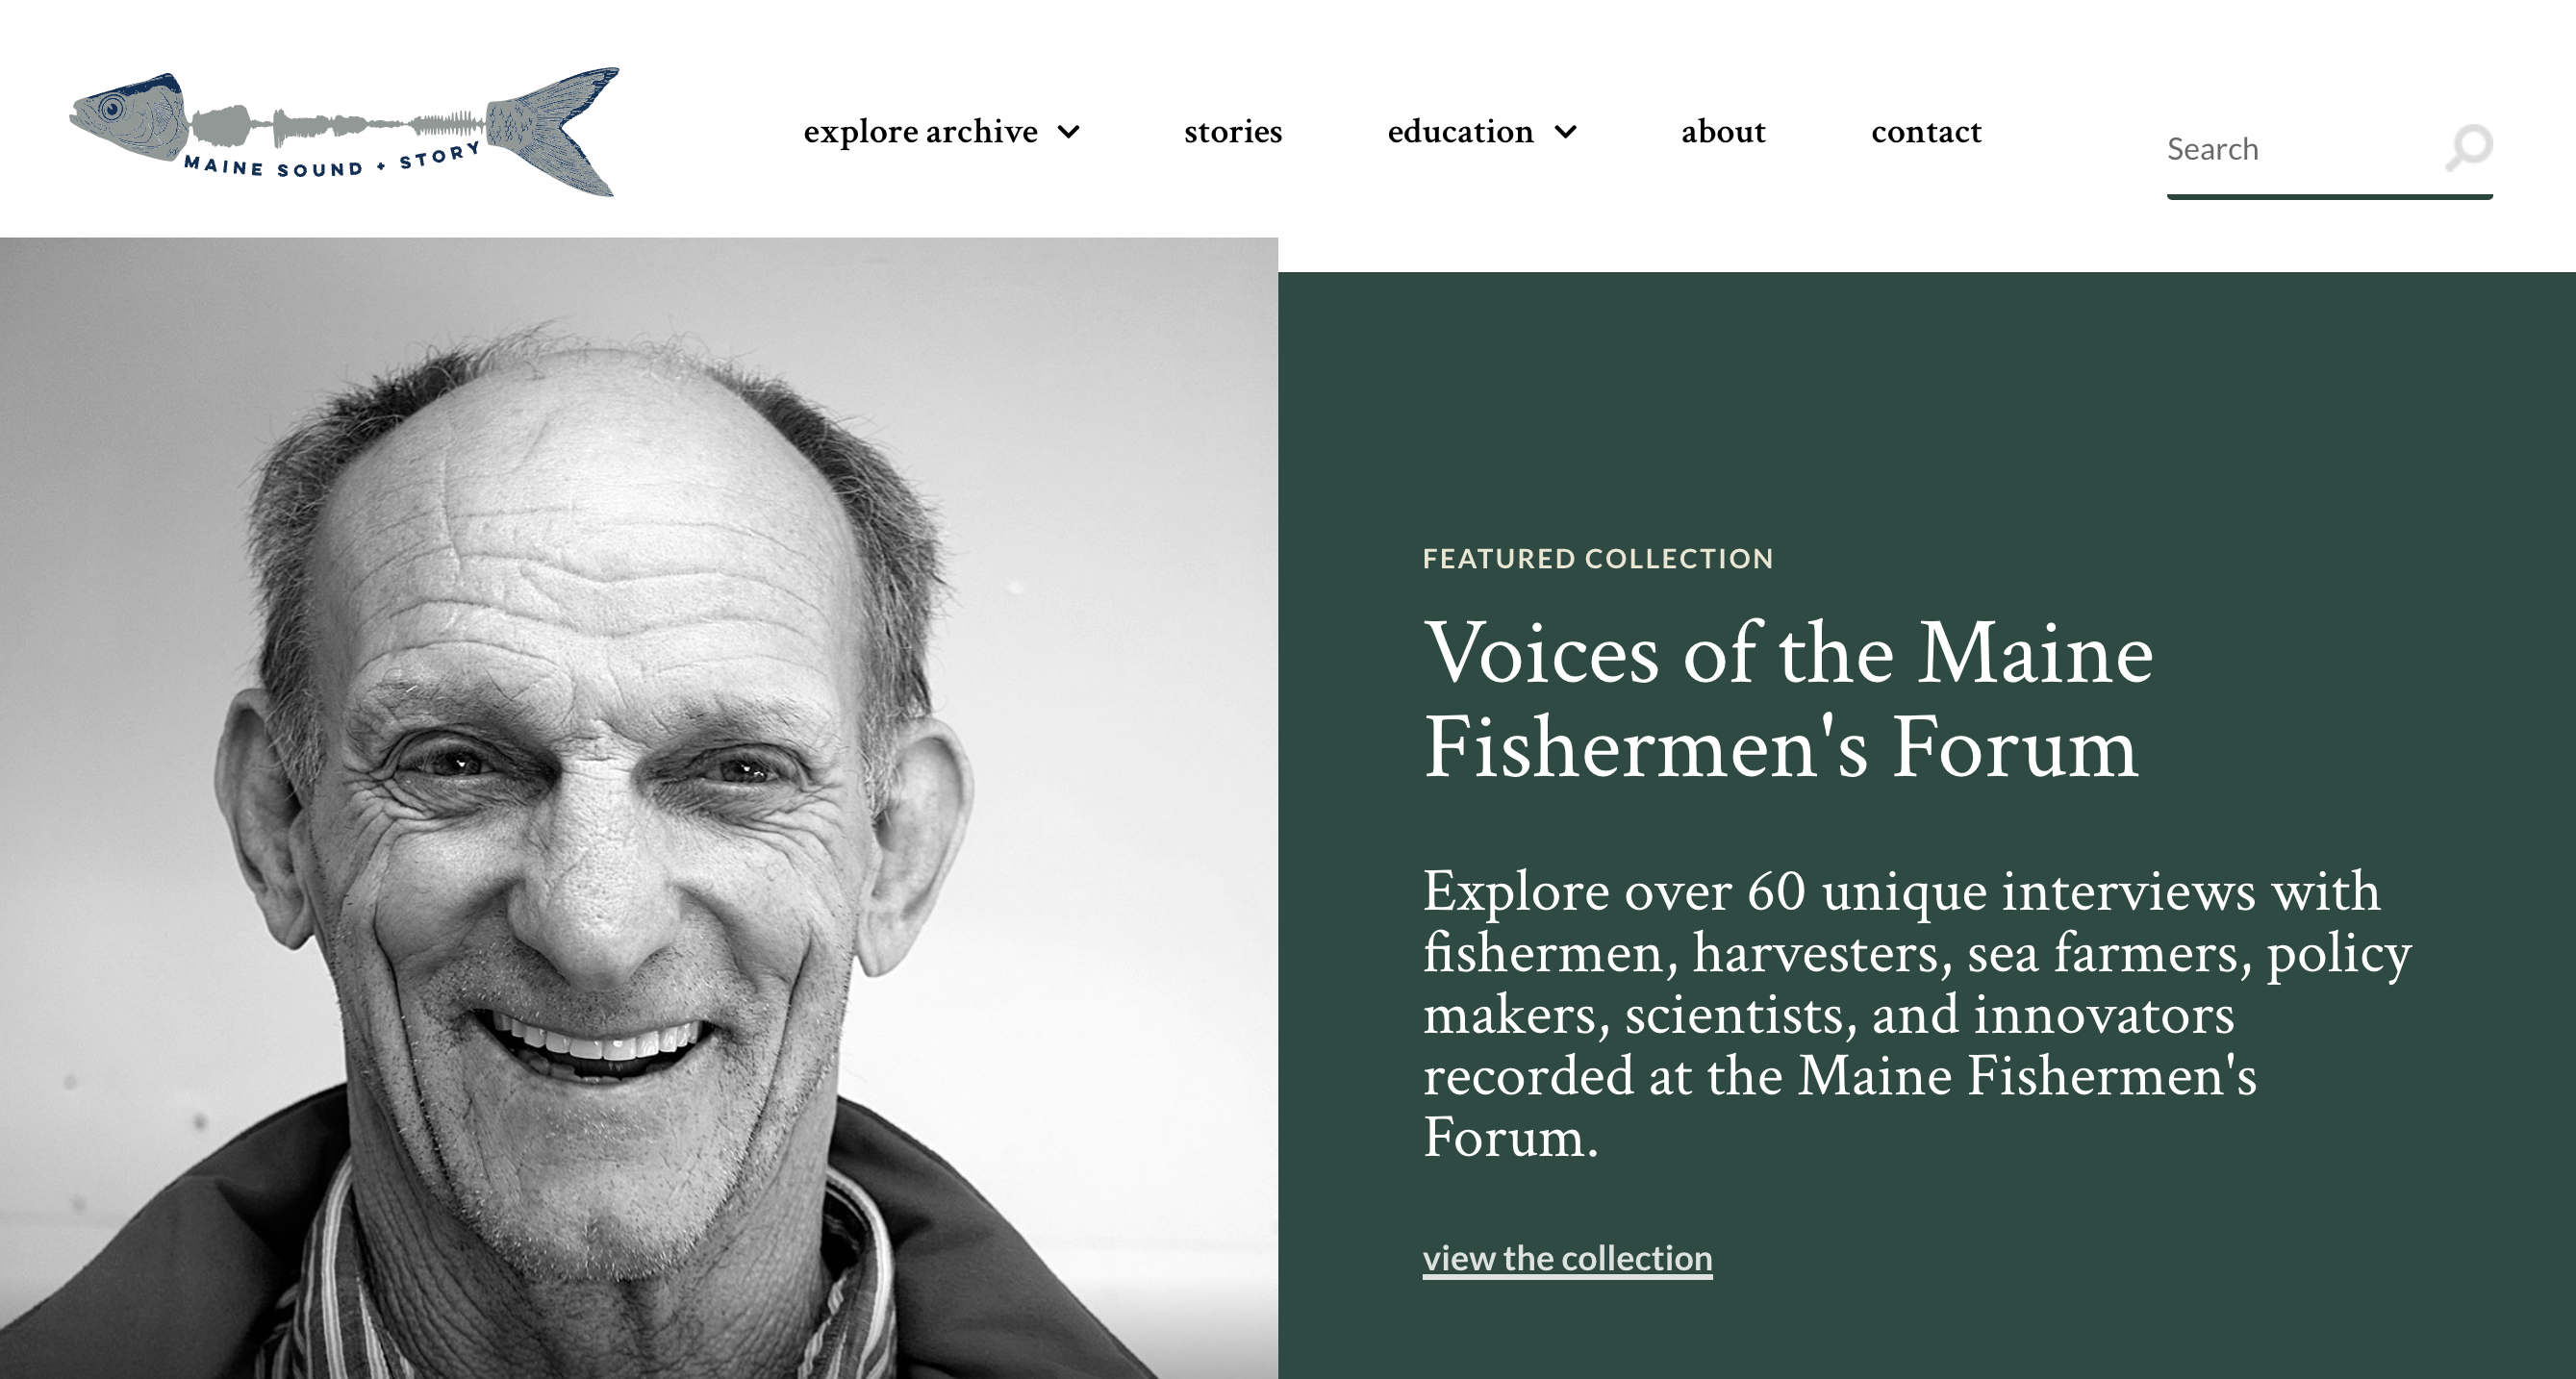 MAINE SOUND + STORY
explore archive
stories
education
about
contact
Search
FEATURED COLLECTION
Voices of the Maine
Fishermen's Forum
Explore over 60 unique interviews with
fishermen, harvesters, sea farmers, policy
makers, scientists, and innovators
recorded at the Maine Fishermen's
Forum.
view the collection